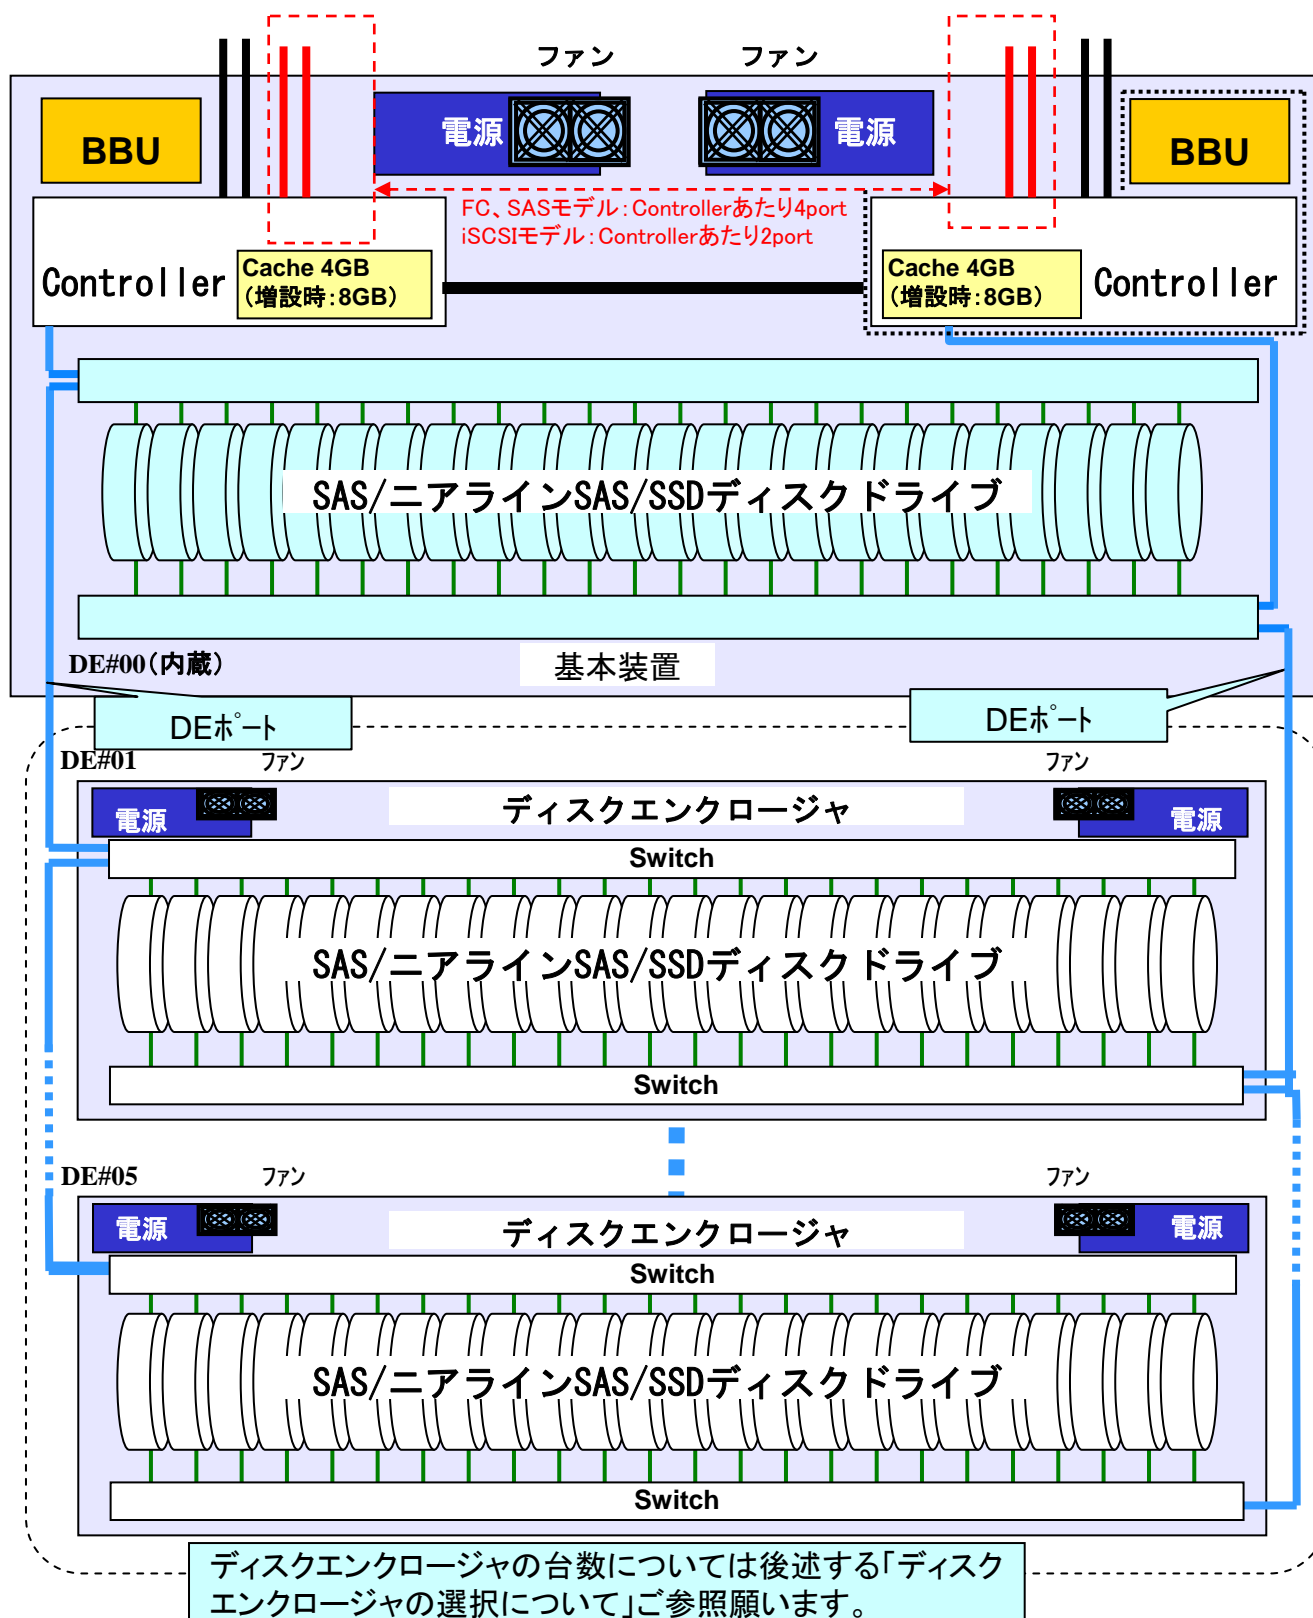 ファン
ファン
BBU
電源
電源
BBU
FC、SASモデル：Controllerあたり4port
iSCSIモデル：Controllerあたり2port
Controller
Cache 4GB
（増設時：8GB）
Cache 4GB
（増設時：8GB）
Controller
SAS/ニアラインSAS/SSDディスクドライブ
DE#00（内蔵）
基本装置
DEポート
DEポート
DE#01
ファン
ファン
電源
ディスクエンクロージャ
電源
Switch
SAS/ニアラインSAS/SSDディスクドライブ
Switch
DE#05
ファン
ファン
電源
ディスクエンクロージャ
電源
Switch
SAS/ニアラインSAS/SSDディスクドライブ
Switch
ディスクエンクロージャの台数については後述する「ディスク
エンクロージャの選択について」ご参照願います。